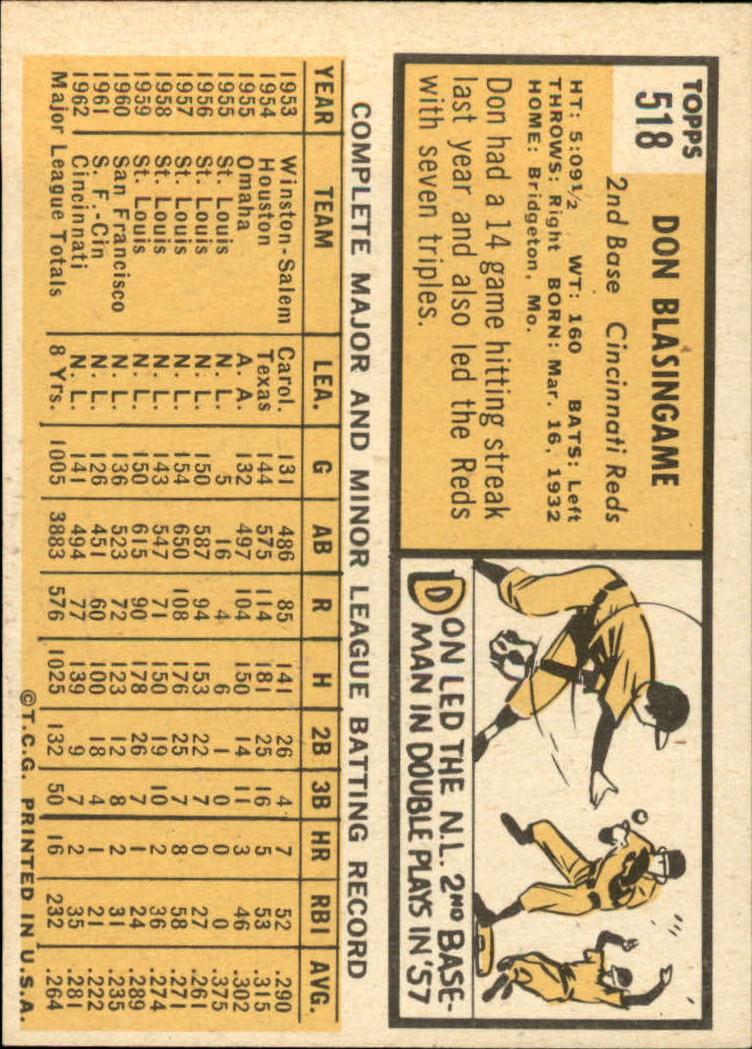 TOPPS
518
DON BLASINGAME
2nd Base Cincinnati Reds
HT: 5:09½ WT: 160 BATS: Left
THROWS: Right BORN: Mar. 16, 1932
HOME: Bridgeton, Mo.
Don had a 14 game hitting streak
last year and also led the Reds
with seven triples.
DON LED THE N.L. 2ND BASE-
MAN IN DOUBLE PLAYS IN '57
COMPLETE MAJOR AND MINOR LEAGUE BATTING RECORD
YEAR TEAM LEA. G AB R H 2B 3B HR RBI AVG.
1953 Winston-Salem Carol. 131 486 85 141 26 4 7 52 .290
1954 Houston Texas 144 575 114 181 25 16 5 53 .315
1955 Omaha A. A. 132 497 104 150 14 11 3 46 .302
1955 St. Louis N. L. 5 16 4 6 1 0 0 0 .375
1956 St. Louis N. L. 150 587 94 153 22 7 0 27 .261
1957 St. Louis N. L. 154 650 108 176 25 7 8 58 .271
1958 St. Louis N. L. 143 547 71 150 19 10 2 36 .274
1959 St. Louis N. L. 150 615 90 178 26 7 1 24 .289
1960 San Francisco N. L. 136 523 72 123 12 8 2 31 .235
1961 S. F.-Cin N. L. 126 451 60 100 18 4 1 21 .222
1962 Cincinnati N. L. 141 494 77 139 9 7 2 35 .281
Major League Totals 8 Yrs. 1005 3883 576 1025 132 50 16 232 .264
©T.C.G. PRINTED IN U.S.A.